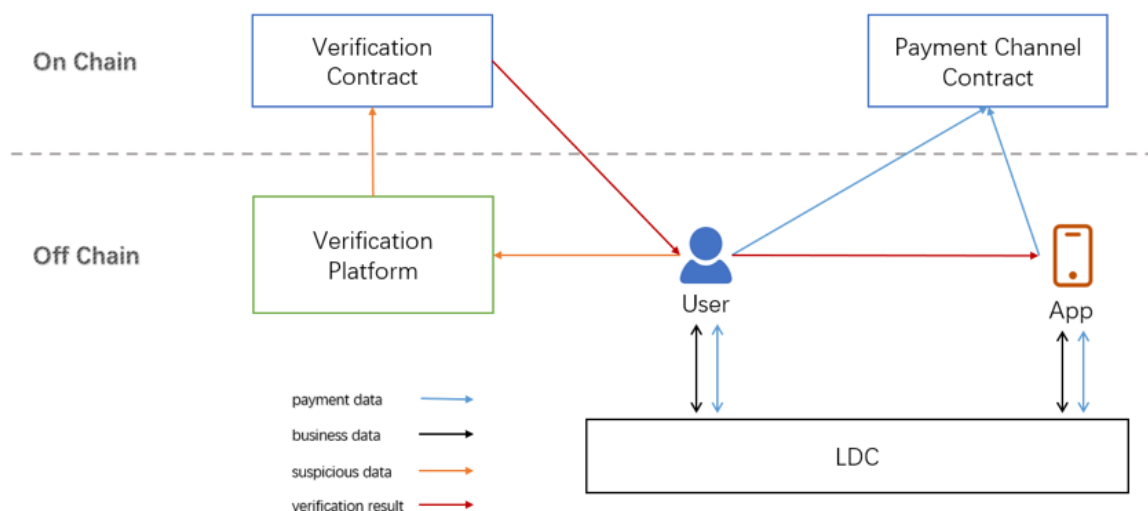 On Chain
Verification
Contract
Payment Channel
Contract
Off Chain
Verification
Platform
User
App
payment data
business data
suspicious data
verification result
LDC